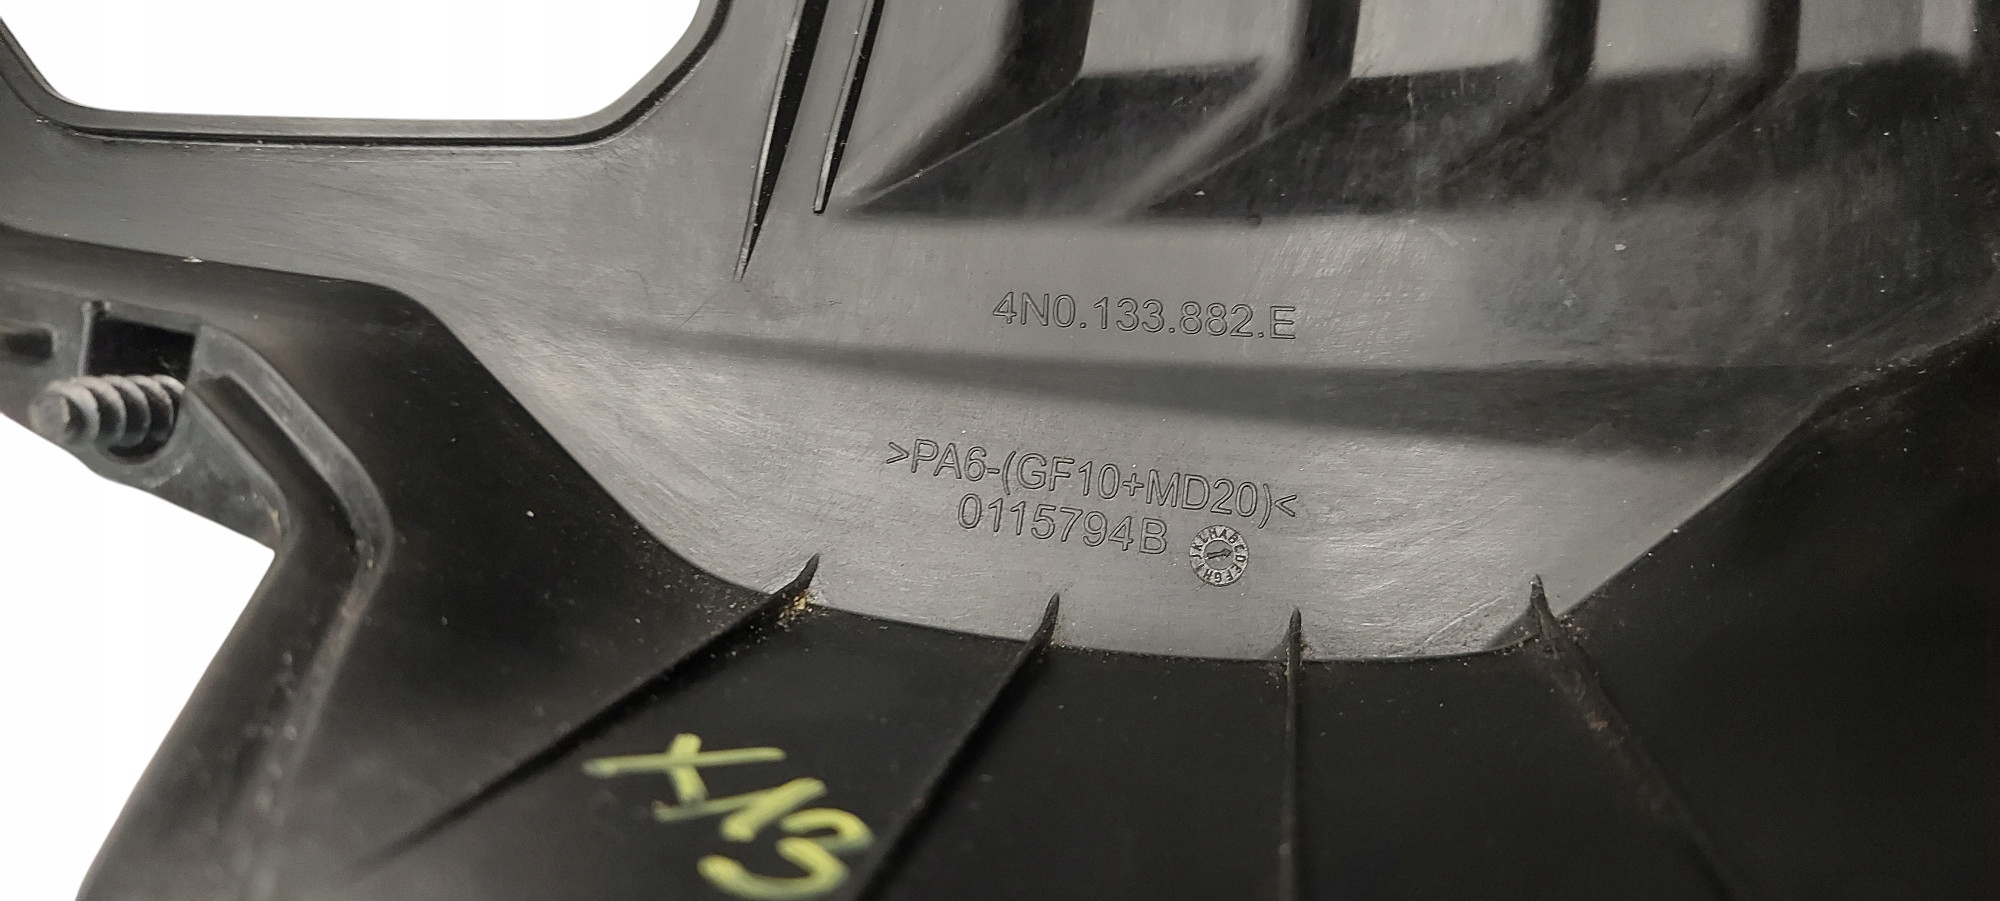 4N0.133.882.E
>PA6-(GF10+MD20)<
0115794B
X13